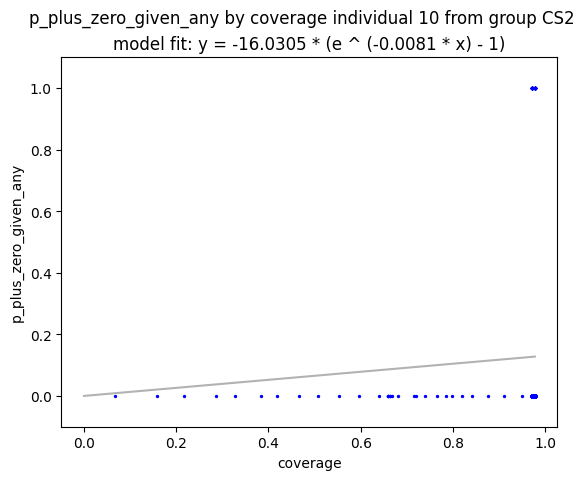 p_plus_zero_given_any by coverage individual 10 from group CS2
model fit: y = -16.0305 * (e ^ (-0.0081 * x) - 1)
1.0
0.8
0.6
0.4
0.2
0.0
p_plus_zero_given_any
0.0 0.2 0.4 0.6 0.8 1.0
coverage